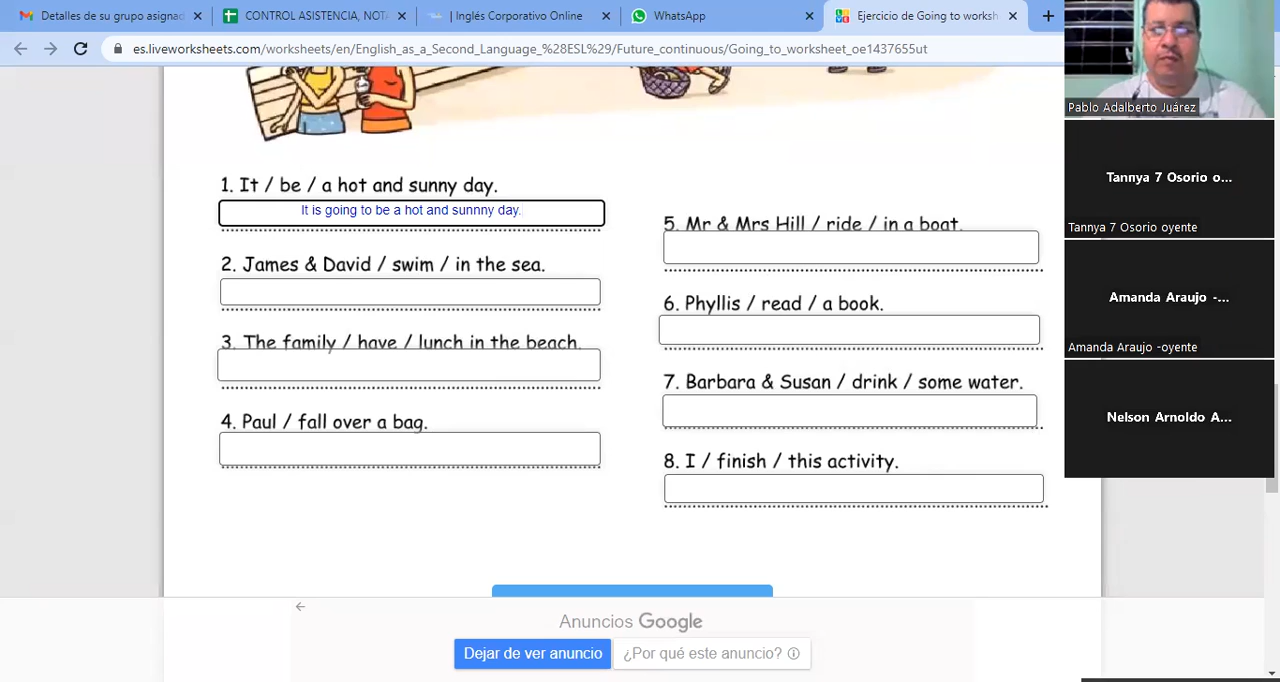 Detalles de su grupo asignac
CONTROL ASISTENCIA, NOT
Inglés Corporativo Online
WhatsApp
Ejercicio de Going to worksh
es.liveworksheets.com/worksheets/en/English_as_a_Second_Language_%28ESL%29/Future_continuous/Going_to_worksheet_oe1437655ut
Pablo Adalberto Juárez
Tannya 7 Osorio o...
Tannya 7 Osorio oyente
Amanda Araujo -...
Amanda Araujo -oyente
Nelson Arnoldo A...
1. It / be / a hot and sunny day.
It is going to be a hot and sunnny day.
2. James & David / swim / in the sea.
3. The family / have / lunch in the beach.
4. Paul / fall over a bag.
5. Mr & Mrs Hill / ride / in a boat.
6. Phyllis / read / a book.
7. Barbara & Susan / drink / some water.
8. I / finish / this activity.
Anuncios Google
Dejar de ver anuncio
¿Por qué este anuncio?